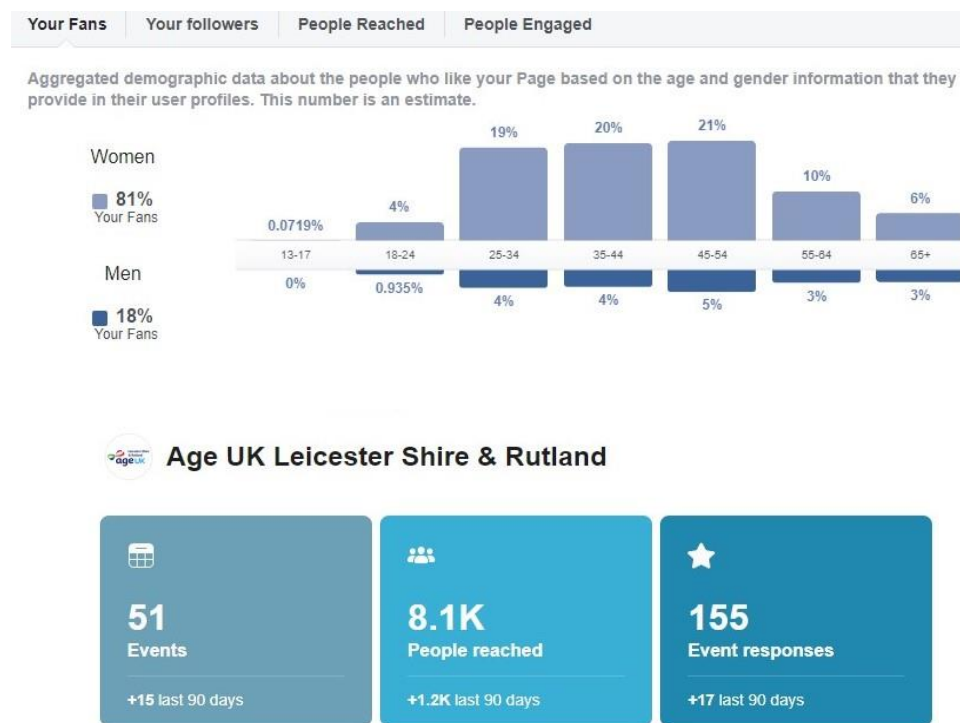 Your Fans Your followers People Reached People Engaged
Aggregated demographic data about the people who like your Page based on the age and gender information that they
provide in their user profiles. This number is an estimate.
Women
81%
Your Fans
19% 20% 21% 10% 6%
0.0719% 4%
13-17 18-24 25-34 35-44 45-54 55-64 65+
Men
0% 0.935% 4% 4% 5% 3% 3%
18%
Your Fans
age UK
Age UK Leicester Shire & Rutland
51
Events
+15 last 90 days
8.1K
People reached
+1.2K last 90 days
155
Event responses
+17 last 90 days